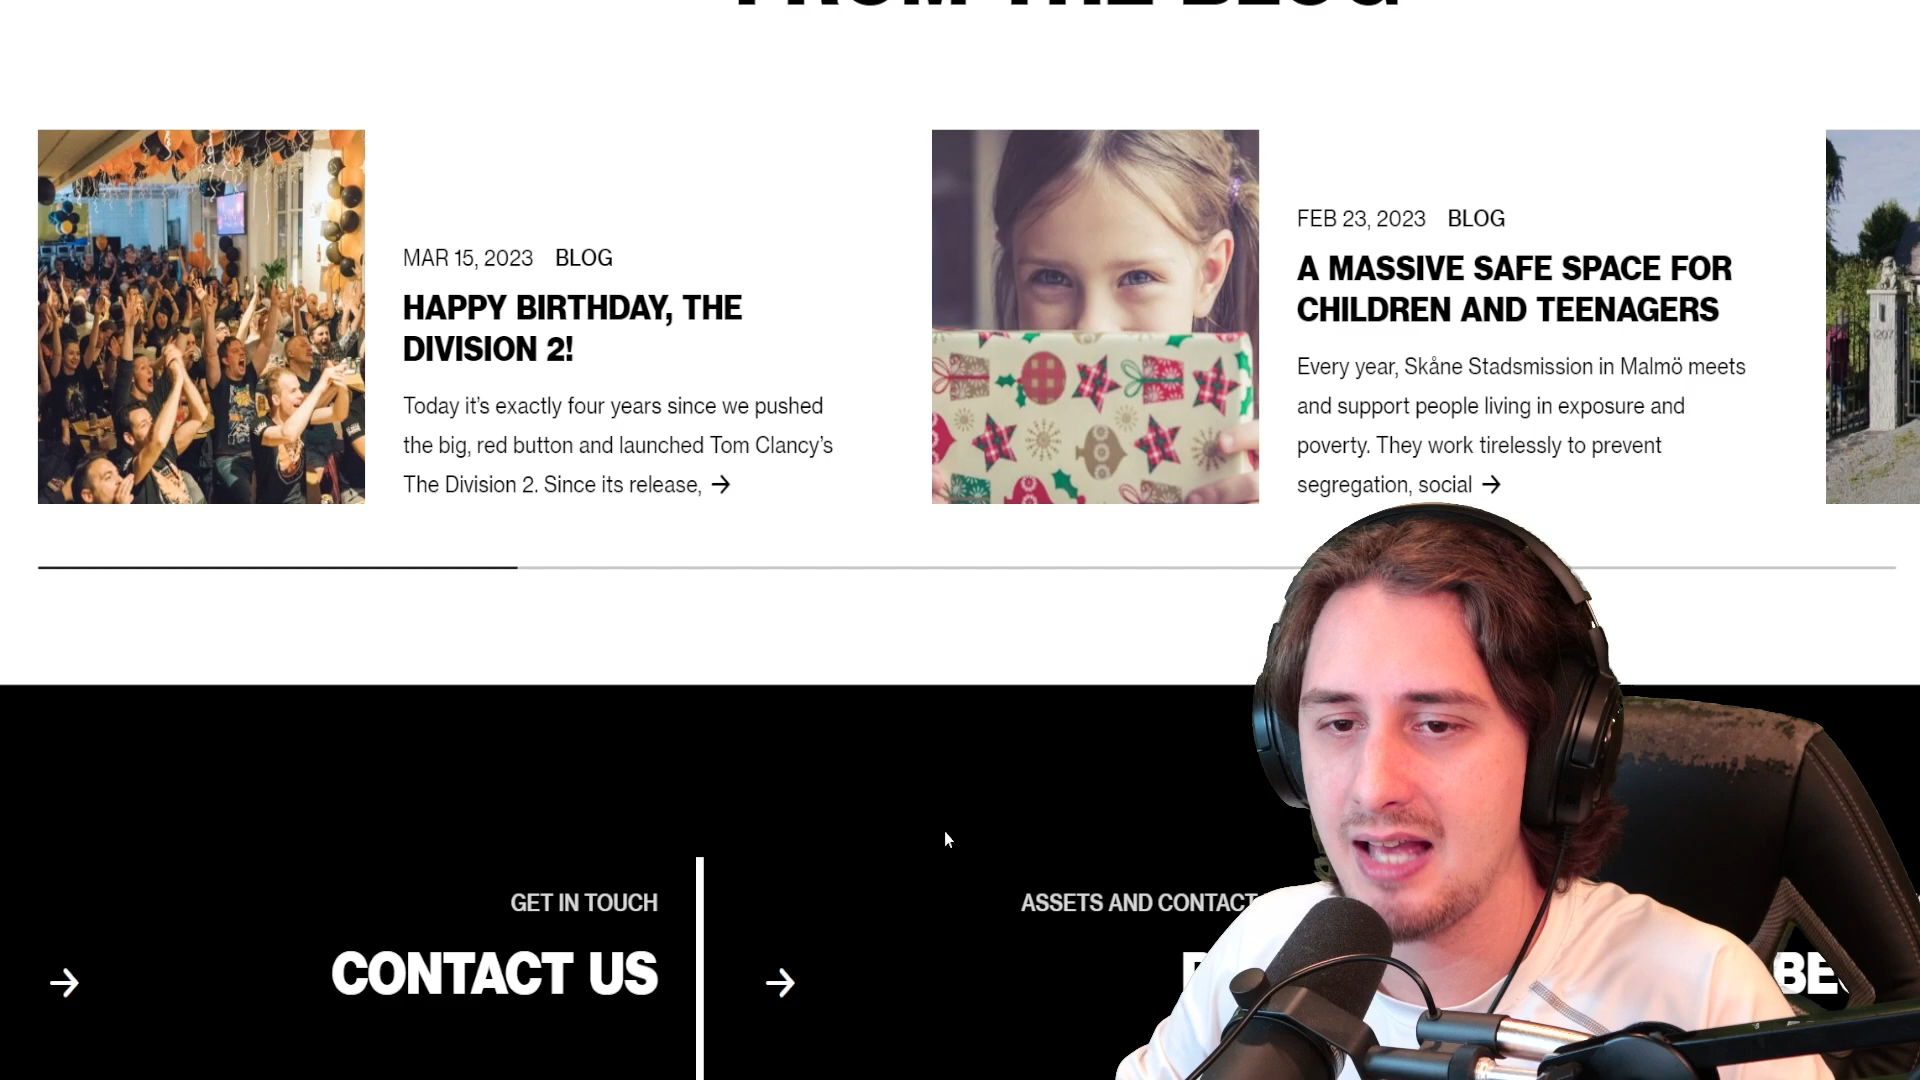 FROM THE BLOG
MAR 15, 2023 BLOG
HAPPY BIRTHDAY, THE
DIVISION 2!
Today it’s exactly four years since we pushed
the big, red button and launched Tom Clancy’s
The Division 2. Since its release,
FEB 23, 2023 BLOG
A MASSIVE SAFE SPACE FOR
CHILDREN AND TEENAGERS
Every year, Skåne Stadsmission in Malmö meets
and support people living in exposure and
poverty. They work tirelessly to prevent
segregation, social
GET IN TOUCH
CONTACT US
ASSETS AND CONTACT